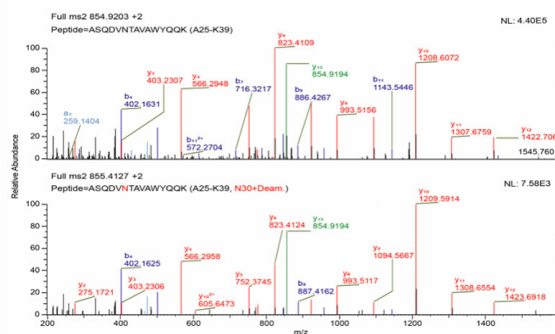 Full ms2 854.9203 +2
NL: 4.40E5
Peptide=ASQDVNTAVAWYQQK (A25-K39)
y₈
823.4109
y₁₀
1208.6072
y₃
403.2307
y₄
566.2948
y₁₅
854.9194
b₄
402.1631
b₇
716.3217
b₉
886.4267
b₁₁
1143.5446
a₃
259.1404
b₁₁²⁺
572.2704
y₉
993.5156
y₁₁
1307.6759
y₁₂
1422.706
1545.760
100
80
60
40
20
0
Relative Abundance
Full ms2 855.4127 +2
NL: 7.58E3
Peptide=ASQDVNTAVAWYQQK (A25-K39, N30+Deam.)
y₁₀
1209.5914
y₆
823.4124
y₁₅
854.9194
y₄
566.2958
b₄
402.1625
y₃
403.2306
275.1721
y₅
752.3745
y₁₀²⁺
605.6473
b₉
887.4162
y₈
993.5117
y₉
1094.5667
y₁₁
1308.6554
y₁₂
1423.6918
100
80
60
40
20
0
200 400 600 800 1000 1200 1400
m/z